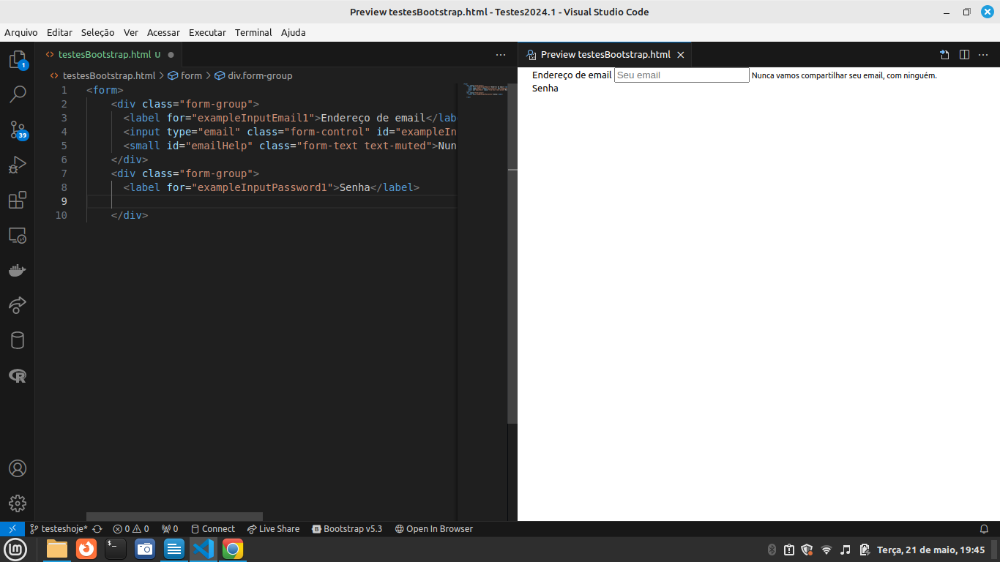 Preview testesBootstrap.html - Testes2024.1 - Visual Studio Code
Arquivo Editar Seleção Ver Acessar Executar Terminal Ajuda
testesBootstrap.html U
Preview testesBootstrap.html
testesBootstrap.html > form > div.form-group
1 <form>
2 <div class="form-group">
3 <label for="exampleInputEmail1">Endereço de email</lab
4 <input type="email" class="form-control" id="exampleIn
5 <small id="emailHelp" class="form-text text-muted">Nun
6 </div>
7 <div class="form-group">
8 <label for="exampleInputPassword1">Senha</label>
9
10 </div>
Endereço de email Seu email Nunca vamos compartilhar seu email, com ninguém.
Senha
1
39
testeshoje* 0 0 0 Connect Live Share B Bootstrap v5.3 Open In Browser
Terça, 21 de maio, 19:45